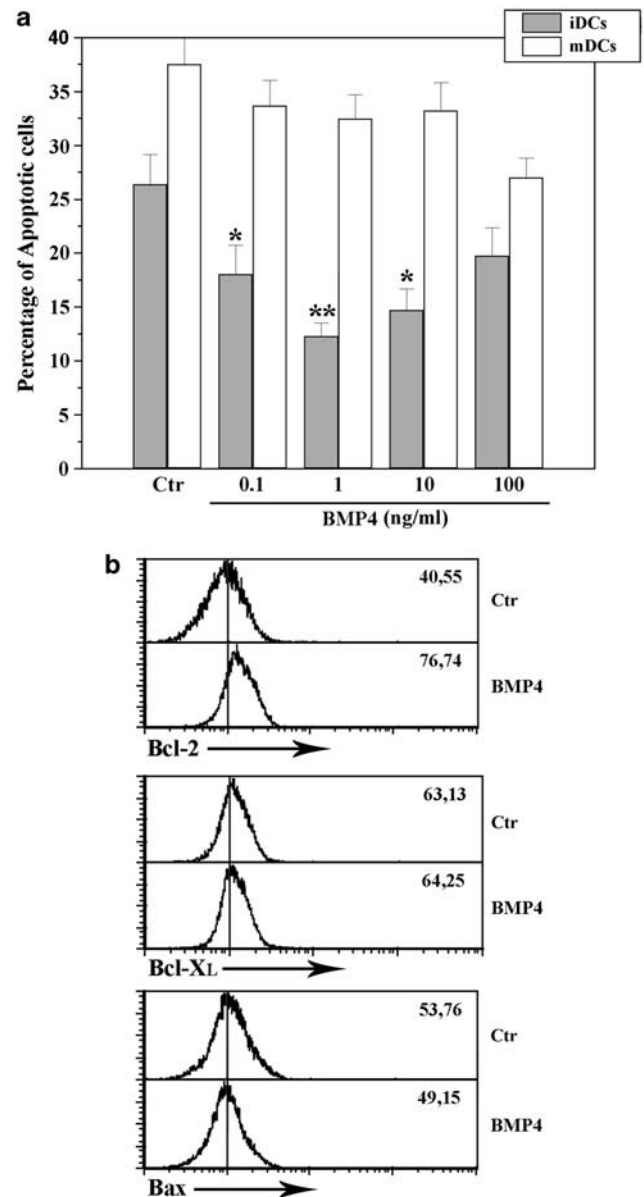 a
iDCs
mDCs
40
35
30
25
20
15
10
5
0
Percentage of Apoptotic cells
*
**
*
Ctr 0.1 1 10 100
BMP4 (ng/ml)
b
40,55 Ctr
76,74 BMP4
Bcl-2
63,13 Ctr
64,25 BMP4
Bcl-XL
53,76 Ctr
49,15 BMP4
Bax